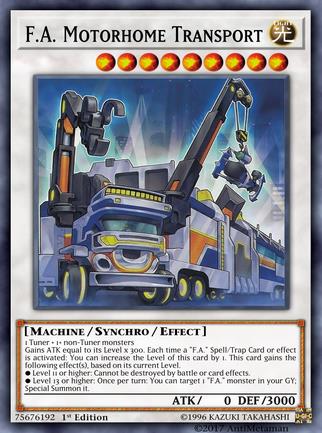 F.A. MOTORHOME TRANSPORT
光
[MACHINE / SYNCHRO / EFFECT]
1 Tuner + 1+ non-Tuner monsters
Gains ATK equal to its Level x 300. Each time a "F.A." Spell/Trap Card or effect
is activated: You can increase the Level of this card by 1. This card gains the
following effect(s), based on its current Level.
● Level 11 or higher: Cannot be destroyed by battle or card effects.
● Level 13 or higher: Once per turn: You can target 1 "F.A." monster in your GY;
Special Summon it.
ATK/ 0 DEF/3000
75676192 1st Edition ©1996 KAZUKI TAKAHASHI
©2017 AntiMetaman